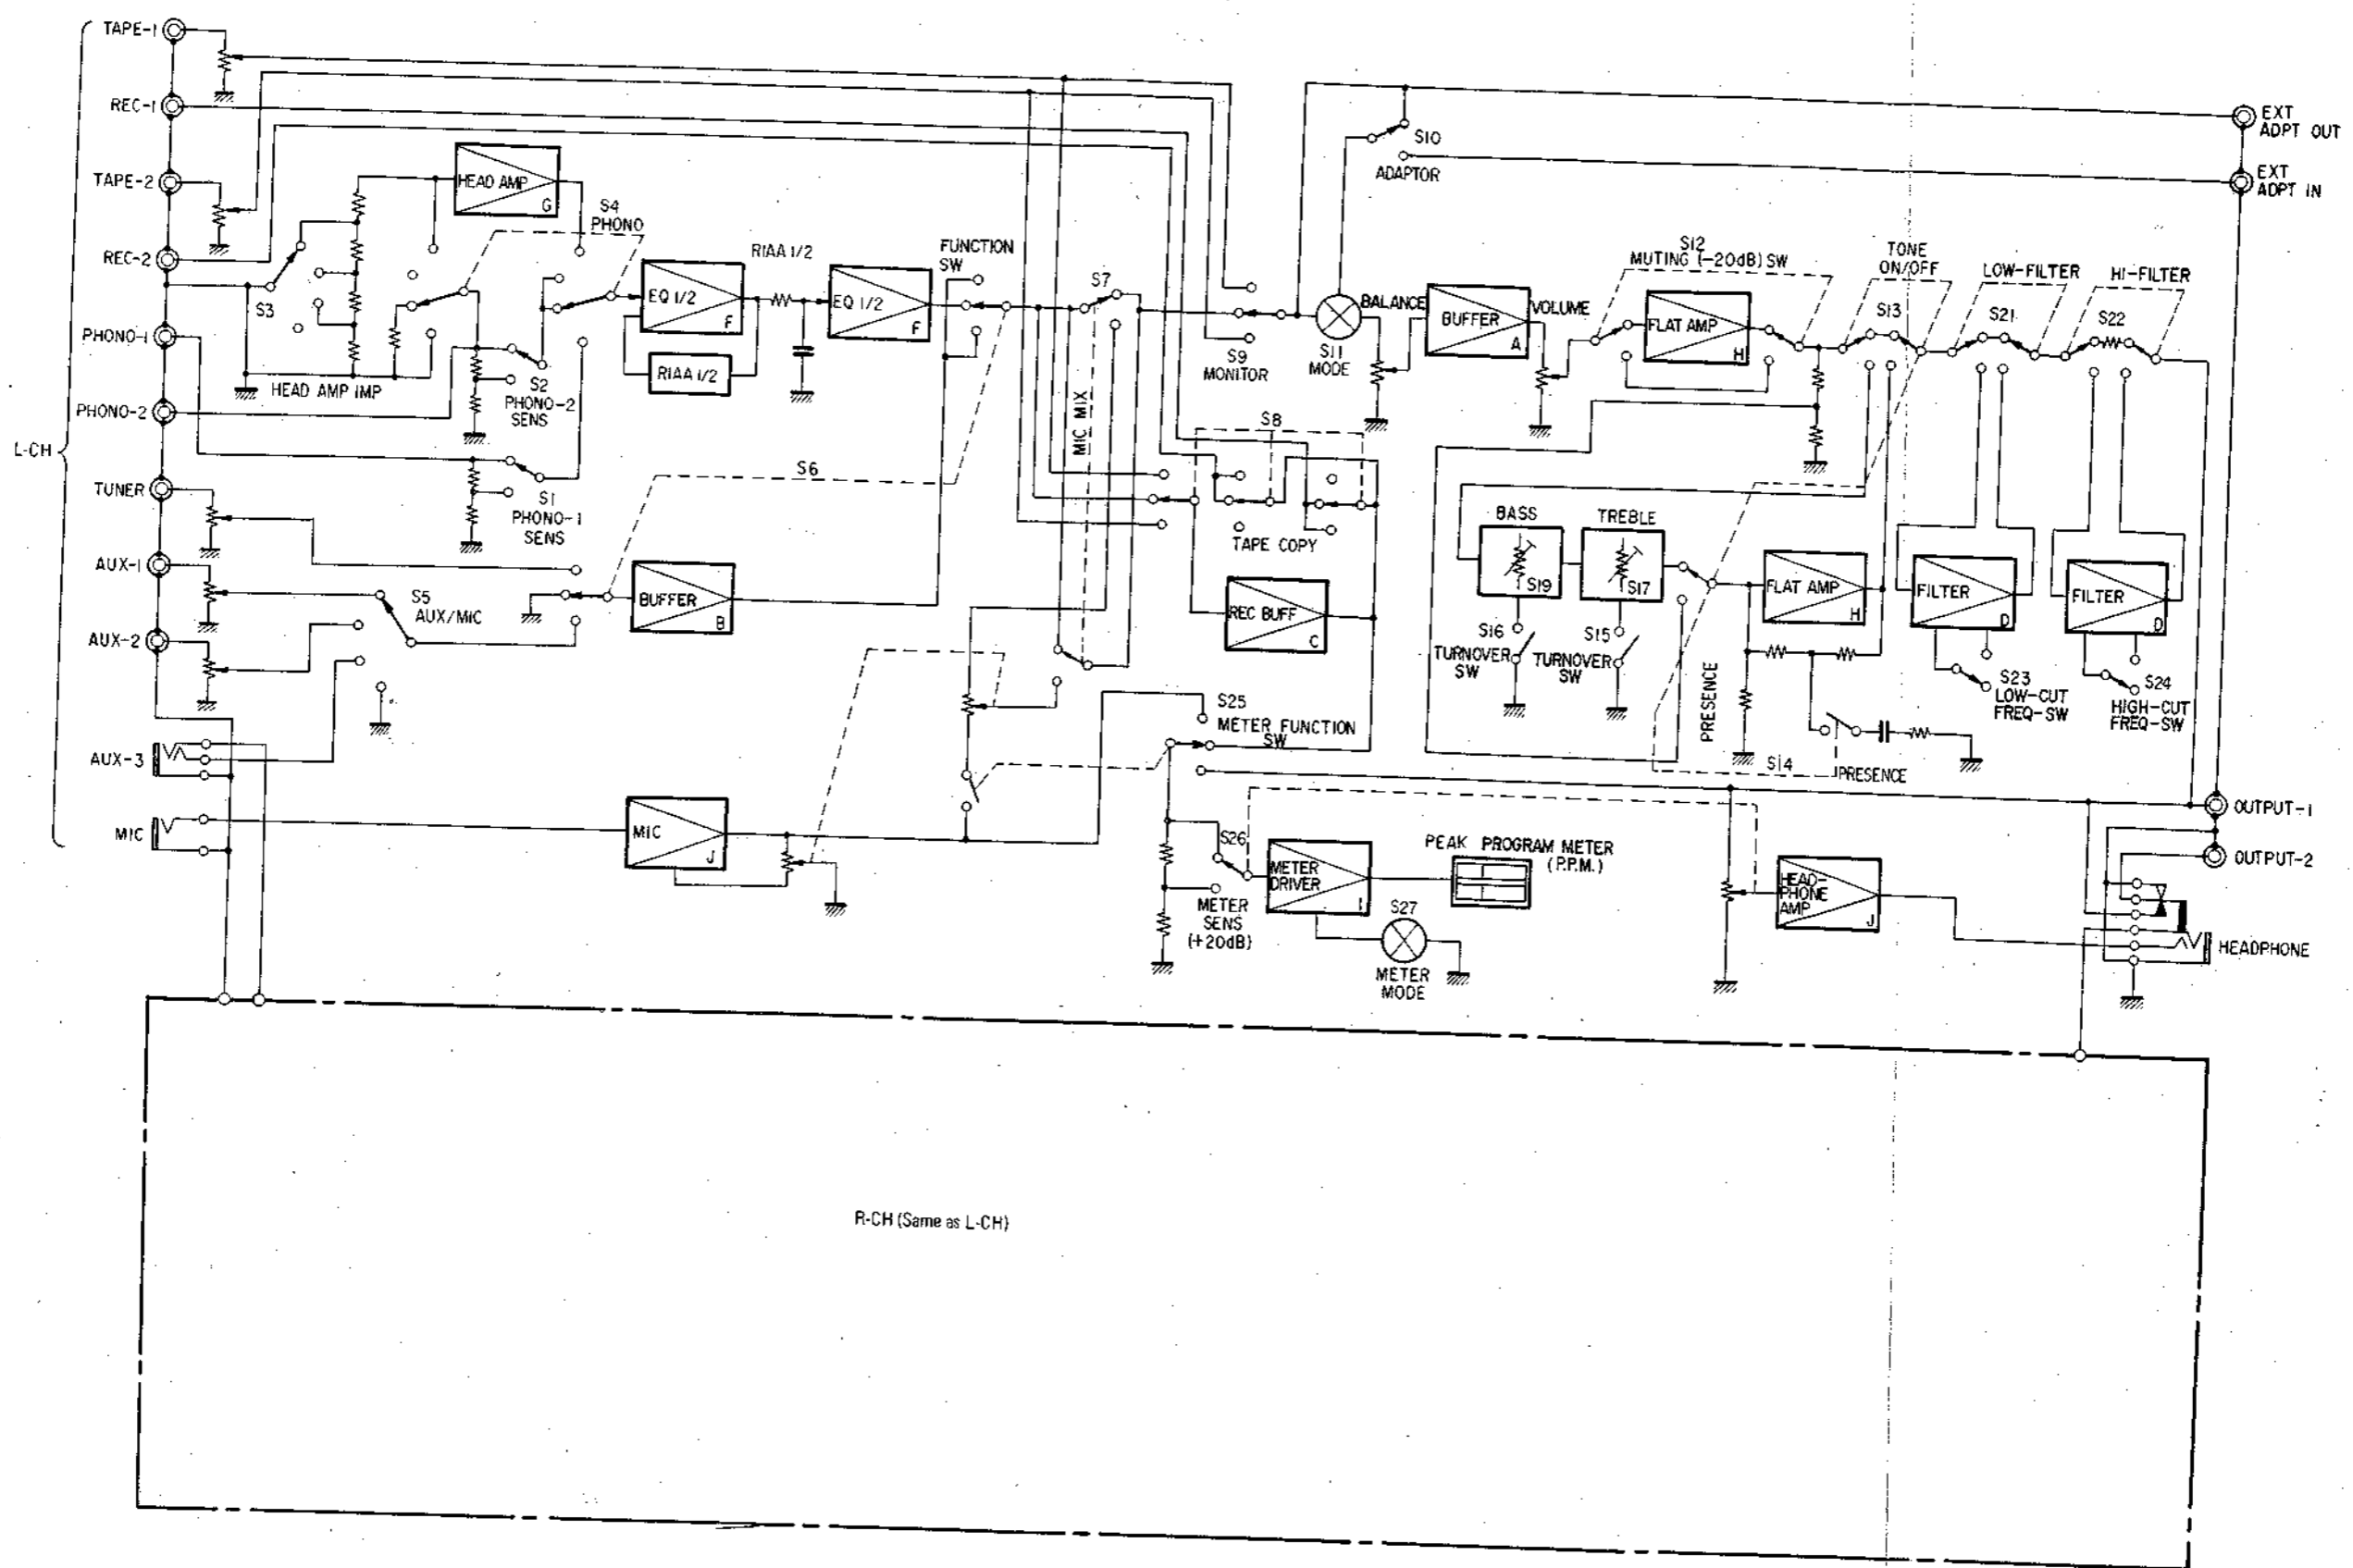 TAPE-1
REC-1
TAPE-2
REC-2
PHONO-1
PHONO-2
L-CH
TUNER
AUX-1
AUX-2
AUX-3
MIC
S3
HEAD AMP IMP
HEAD AMP
G
S4
PHONO
S2
PHONO-2
SENS
S1
PHONO-1
SENS
S5
AUX/MIC
EQ 1/2
F
RIAA 1/2
RIAA 1/2
EQ 1/2
F
FUNCTION
SW
S6
BUFFER
B
MIC
J
S7
MIC MIX
S9
MONITOR
S8
TAPE COPY
REC BUFF
C
S25
METER FUNCTION
SW
S26
METER
SENS
(+20dB)
METER
DRIVER
I
PEAK PROGRAM METER
(P.P.M.)
S27
METER
MODE
S10
ADAPTOR
S11
MODE
BALANCE
BUFFER
A
VOLUME
S12
MUTING (-20dB) SW
FLAT AMP
H
TONE
ON/OFF
S13
LOW-FILTER
S21
HI-FILTER
S22
BASS
S19
TREBLE
S17
S16
TURNOVER
SW
S15
TURNOVER
SW
PRESENCE
FLAT AMP
H
S14
PRESENCE
FILTER
D
S23
LOW-CUT
FREQ-SW
FILTER
D
S24
HIGH-CUT
FREQ-SW
HEAD-
PHONE
AMP
J
EXT
ADPT OUT
EXT
ADPT IN
OUTPUT-1
OUTPUT-2
HEADPHONE
R-CH (Same as L-CH)